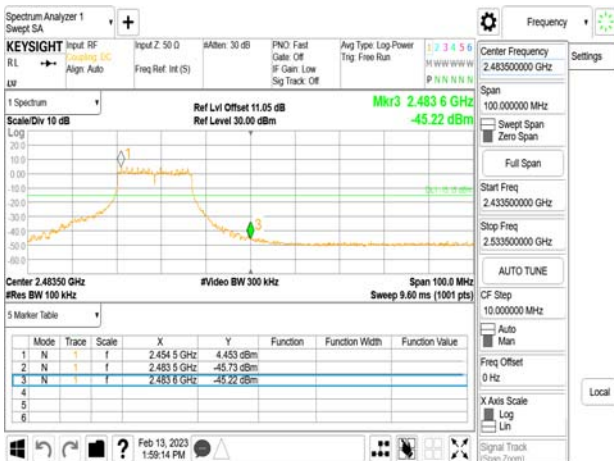 Spectrum Analyzer 1
Swept SA
+
Frequency
KEYSIGHT
RL
Input: RF
Coupling: DC
Align: Auto
Input Z: 50 Ω
Freq Ref: Int (S)
#Atten: 30 dB
PNO: Fast
Gate: Off
IF Gain: Low
Sig Track: Off
Avg Type: Log-Power
Trig: Free Run
1 2 3 4 5 6
M W W W W W
P N N N N N
1 Spectrum
Scale/Div 10 dB
Ref Lvl Offset 11.05 dB
Ref Level 30.00 dBm
Mkr3 2.483 6 GHz
-45.22 dBm
Log
20.0
10.0
0.00
-10.0
-20.0
-30.0
-40.0
-50.0
-60.0
1
3
Center 2.48350 GHz
#Res BW 100 kHz
#Video BW 300 kHz
Span 100.0 MHz
Sweep 9.60 ms (1001 pts)
5 Marker Table
Mode Trace Scale X Y Function Function Width Function Value
1 N 1 f 2.454 5 GHz 4.453 dBm
2 N 1 f 2.483 5 GHz -45.73 dBm
3 N 1 f 2.483 6 GHz -45.22 dBm
4
5
6
Feb 13, 2023
1:59:14 PM
?
Center Frequency
2.483500000 GHz
Span
100.000000 MHz
Swept Span
Zero Span
Full Span
Start Freq
2.433500000 GHz
Stop Freq
2.533500000 GHz
AUTO TUNE
CF Step
10.000000 MHz
Auto
Man
Freq Offset
0 Hz
X Axis Scale
Log
Lin
Signal Track
(Span Zoom)
Settings
Local